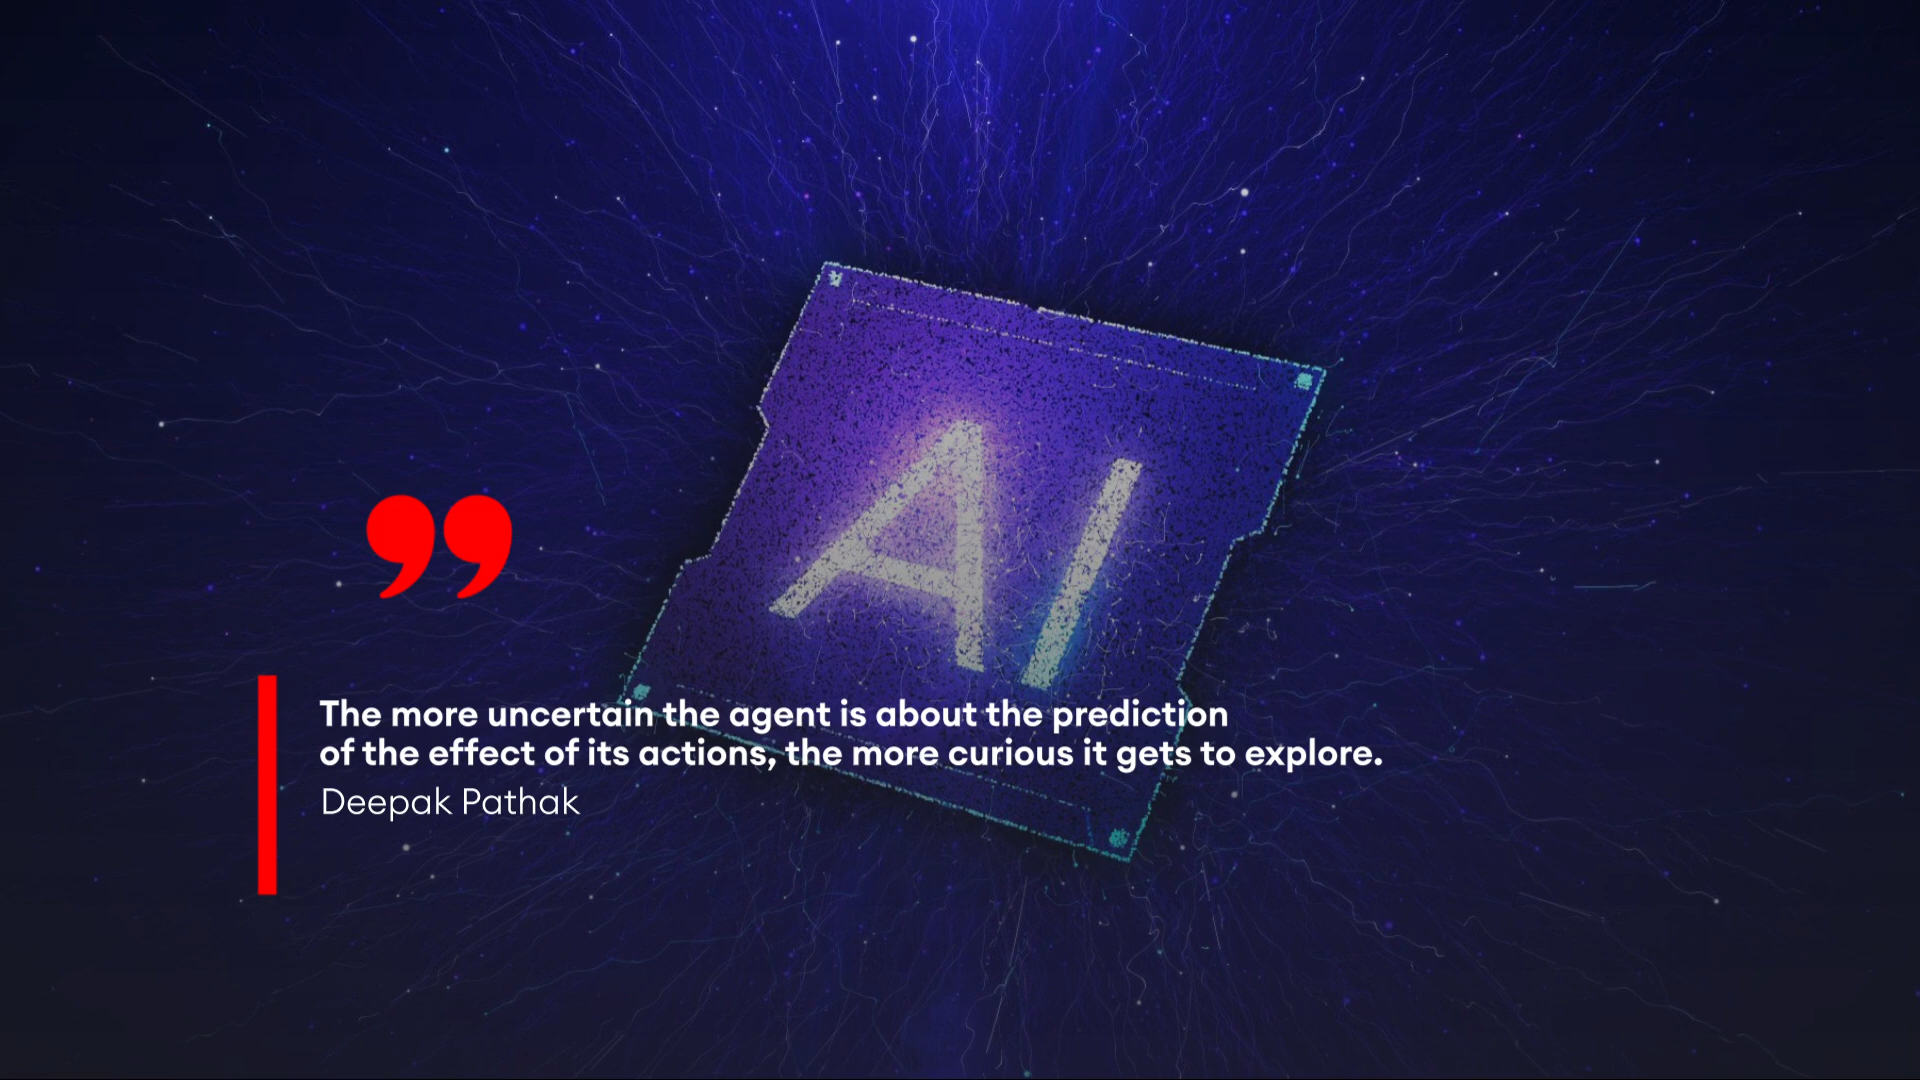 AI
”
The more uncertain the agent is about the prediction
of the effect of its actions, the more curious it gets to explore.
Deepak Pathak